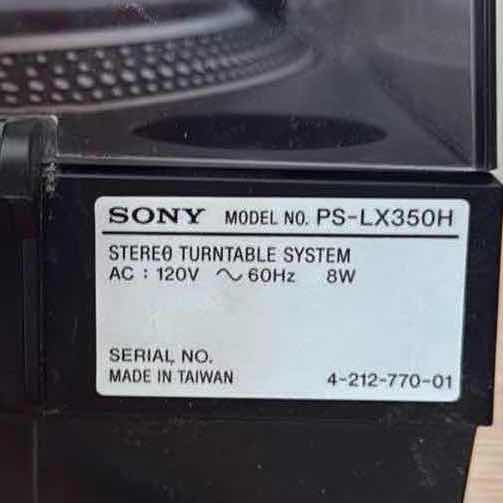 SONY MODEL NO. PS-LX350H
STEREO TURNTABLE SYSTEM
AC : 120V ～ 60Hz 8W
SERIAL NO.
MADE IN TAIWAN 4-212-770-01